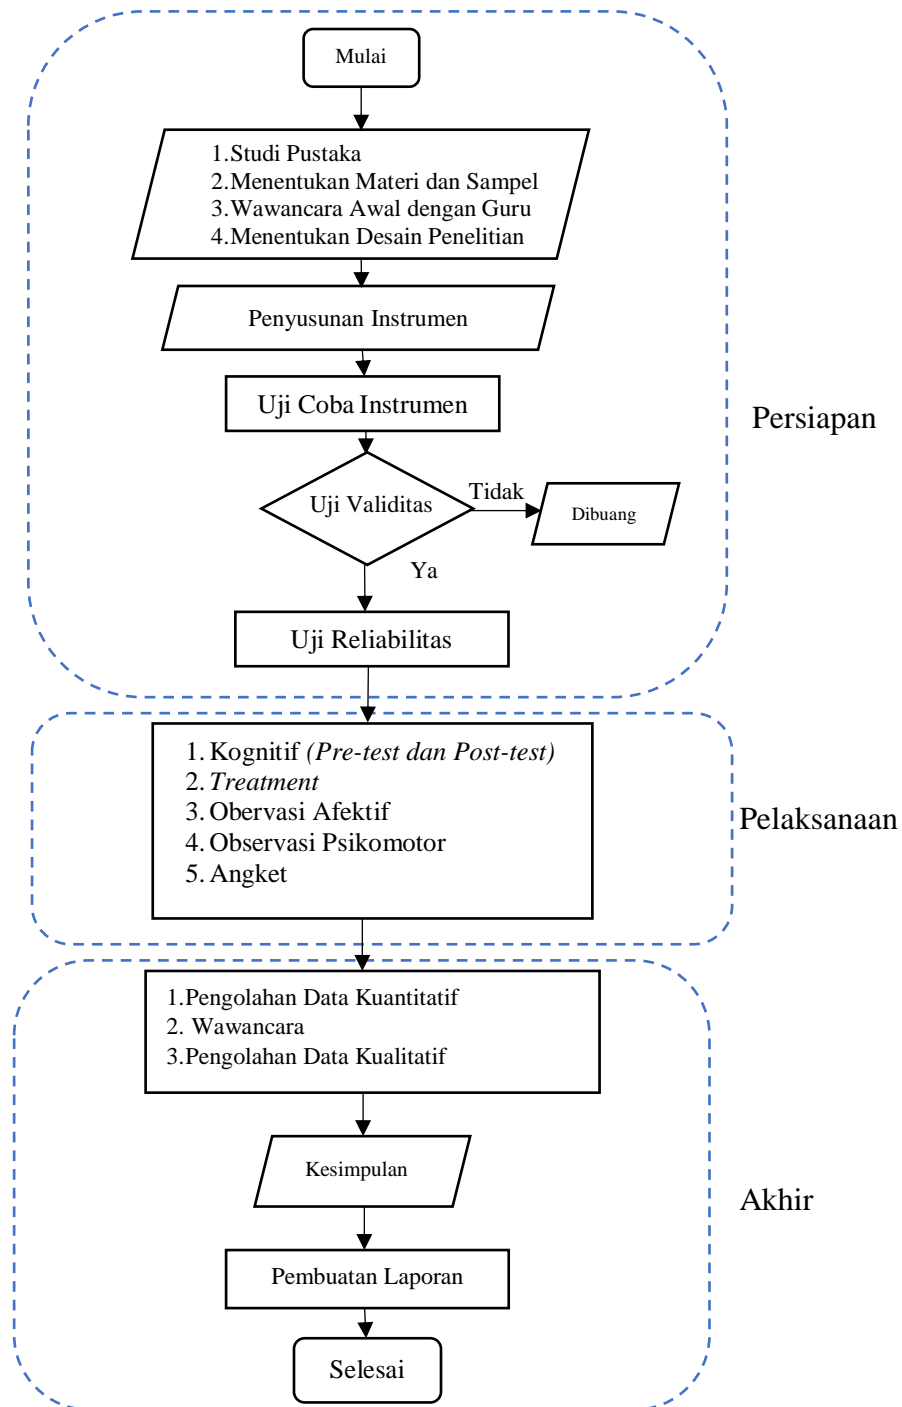 Mulai
1.Studi Pustaka
2.Menentukan Materi dan Sampel
3.Wawancara Awal dengan Guru
4.Menentukan Desain Penelitian
Penyusunan Instrumen
Uji Coba Instrumen
Persiapan
Uji Validitas
Tidak
Dibuang
Ya
Uji Reliabilitas
1. Kognitif (Pre-test dan Post-test)
2. Treatment
3. Obervasi Afektif
4. Observasi Psikomotor
5. Angket
Pelaksanaan
1.Pengolahan Data Kuantitatif
2. Wawancara
3.Pengolahan Data Kualitatif
Kesimpulan
Akhir
Pembuatan Laporan
Selesai